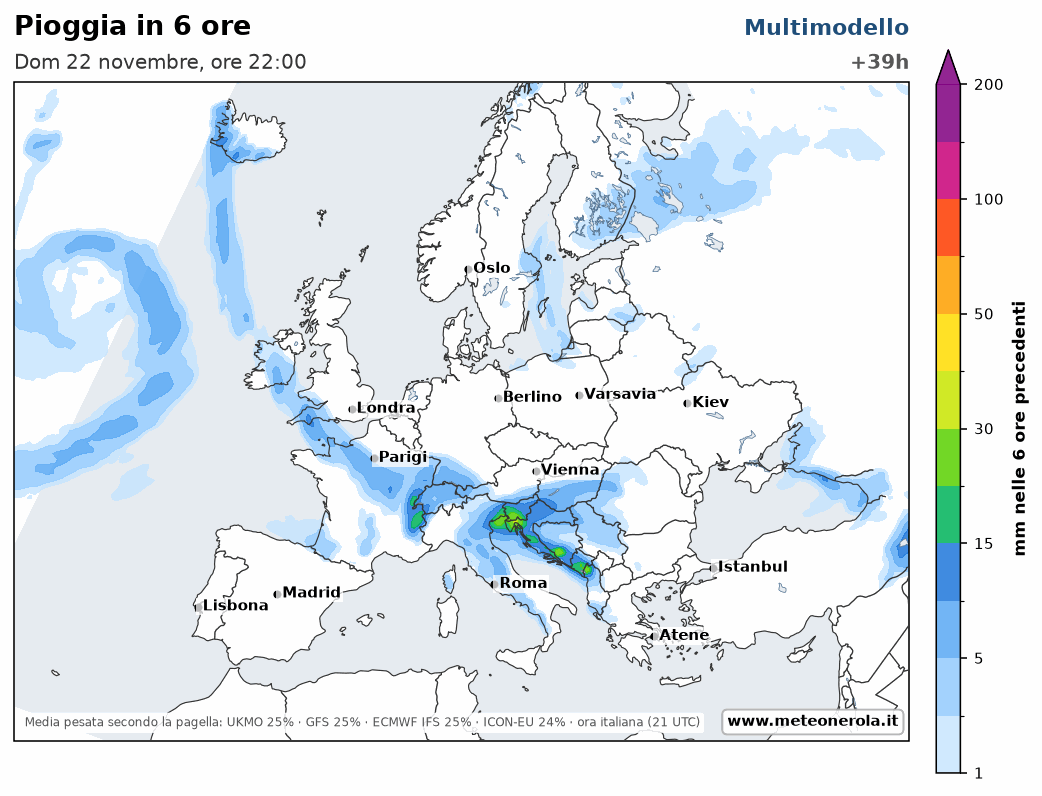 Pioggia in 6 ore
Multimodello
Dom 22 novembre, ore 22:00
+39h
200
100
50
30
15
5
1
mm nelle 6 ore precedenti
Oslo
Londra
Berlino
Varsavia
Kiev
Parigi
Vienna
Istanbul
Roma
Madrid
Lisbona
Atene
Media pesata secondo la pagella: UKMO 25% · GFS 25% · ECMWF IFS 25% · ICON-EU 24% · ora italiana (21 UTC)
www.meteonerola.it